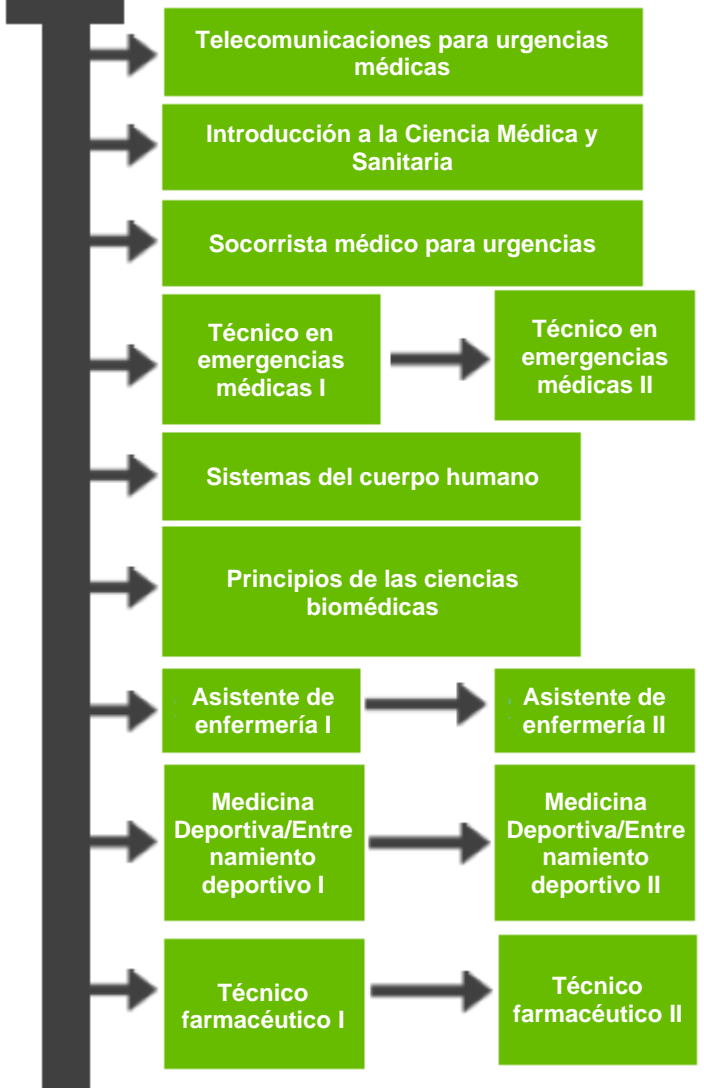 Telecomunicaciones para urgencias
médicas
Introducción a la Ciencia Médica y
Sanitaria
Socorrista médico para urgencias
Técnico en
emergencias
médicas I
Técnico en
emergencias
médicas II
Sistemas del cuerpo humano
Principios de las ciencias
biomédicas
Asistente de
enfermería I
Asistente de
enfermería II
Medicina
Deportiva/Entre
namiento
deportivo I
Medicina
Deportiva/Entre
namiento
deportivo II
Técnico
farmacéutico I
Técnico
farmacéutico II